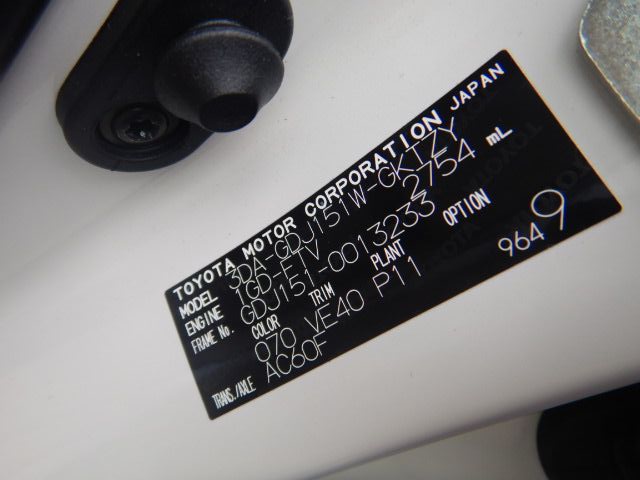 TOYOTA MOTOR CORPORATION JAPAN
MODEL 3DA-GDJ151W-GKTZY
ENGINE 1GD-FTV 2754 mL
FRAME No. GDJ151-0013233
COLOR TRIM PLANT OPTION
070 VE40 P11
TRANS./AXLE AC60F
9649